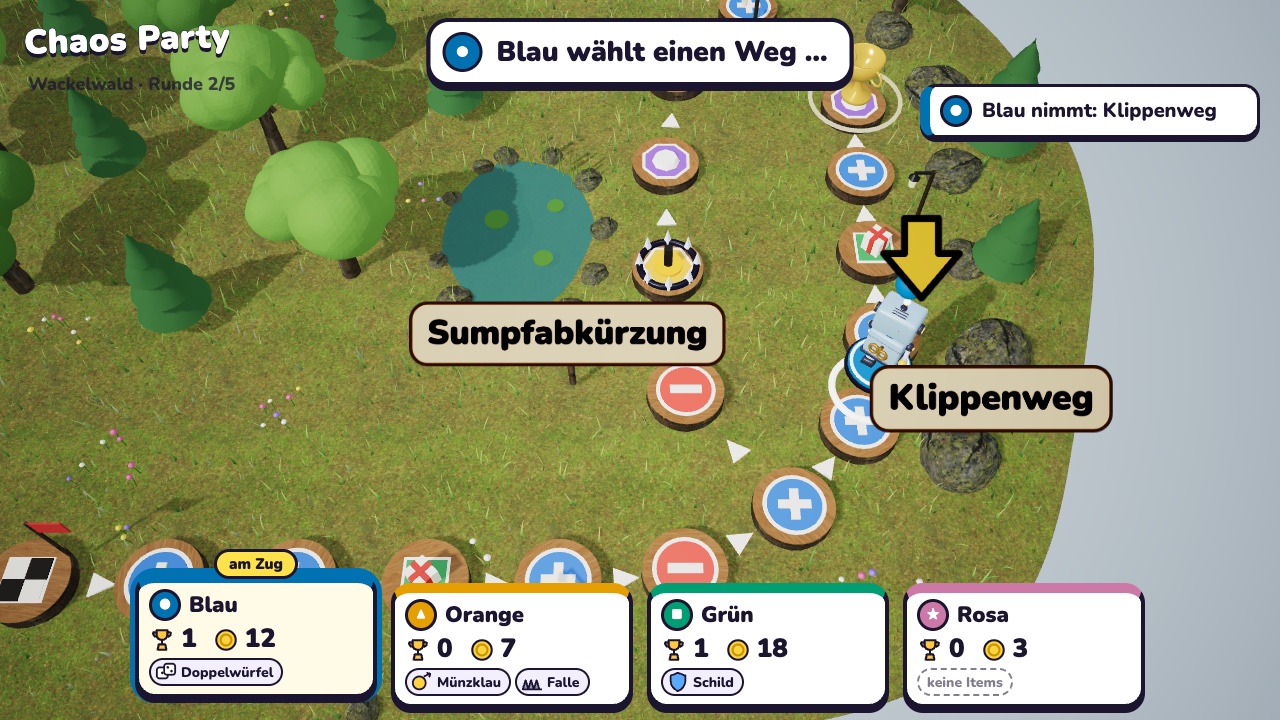 Chaos Party
Wackelwald · Runde 2/5
Blau wählt einen Weg ...
Blau nimmt: Klippenweg
Sumpfabkürzung
Klippenweg
am Zug
Blau
1 12
Doppelwürfel
Orange
0 7
Münzklau Falle
Grün
1 18
Schild
Rosa
0 3
keine Items